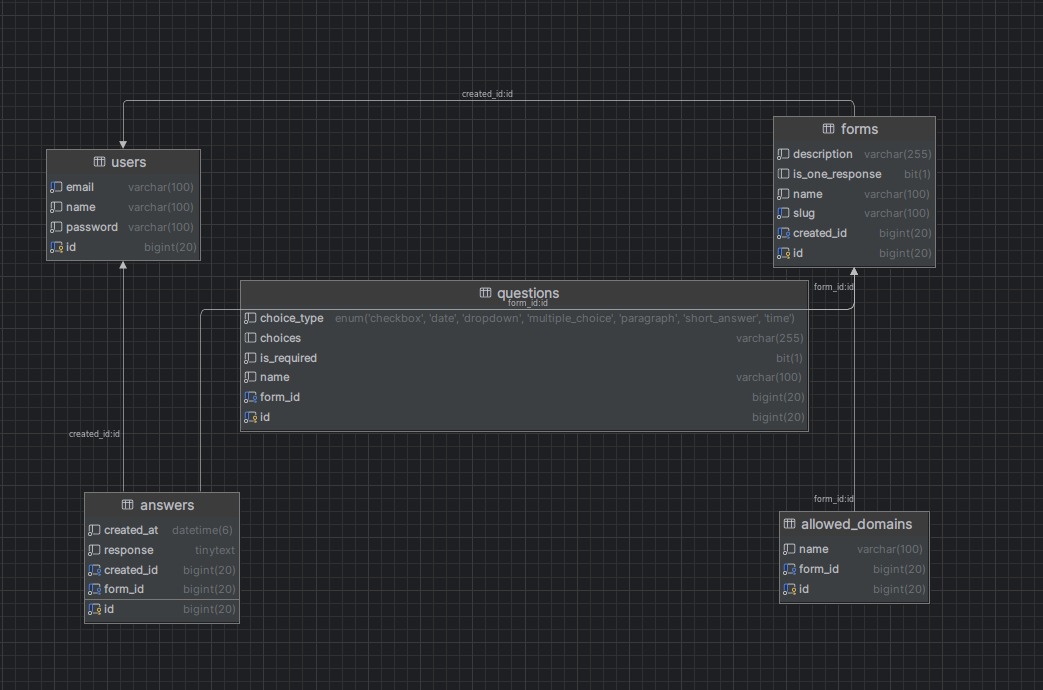 created_id:id
forms
description varchar(255)
is_one_response bit(1)
name varchar(100)
slug varchar(100)
created_id bigint(20)
id bigint(20)
users
email varchar(100)
name varchar(100)
password varchar(100)
id bigint(20)
form_id:id
questions
form_id:id
choice_type enum('checkbox', 'date', 'dropdown', 'multiple_choice', 'paragraph', 'short_answer', 'time')
choices varchar(255)
is_required bit(1)
name varchar(100)
form_id bigint(20)
id bigint(20)
created_id:id
answers
created_at datetime(6)
response tinytext
created_id bigint(20)
form_id bigint(20)
id bigint(20)
form_id:id
allowed_domains
name varchar(100)
form_id bigint(20)
id bigint(20)